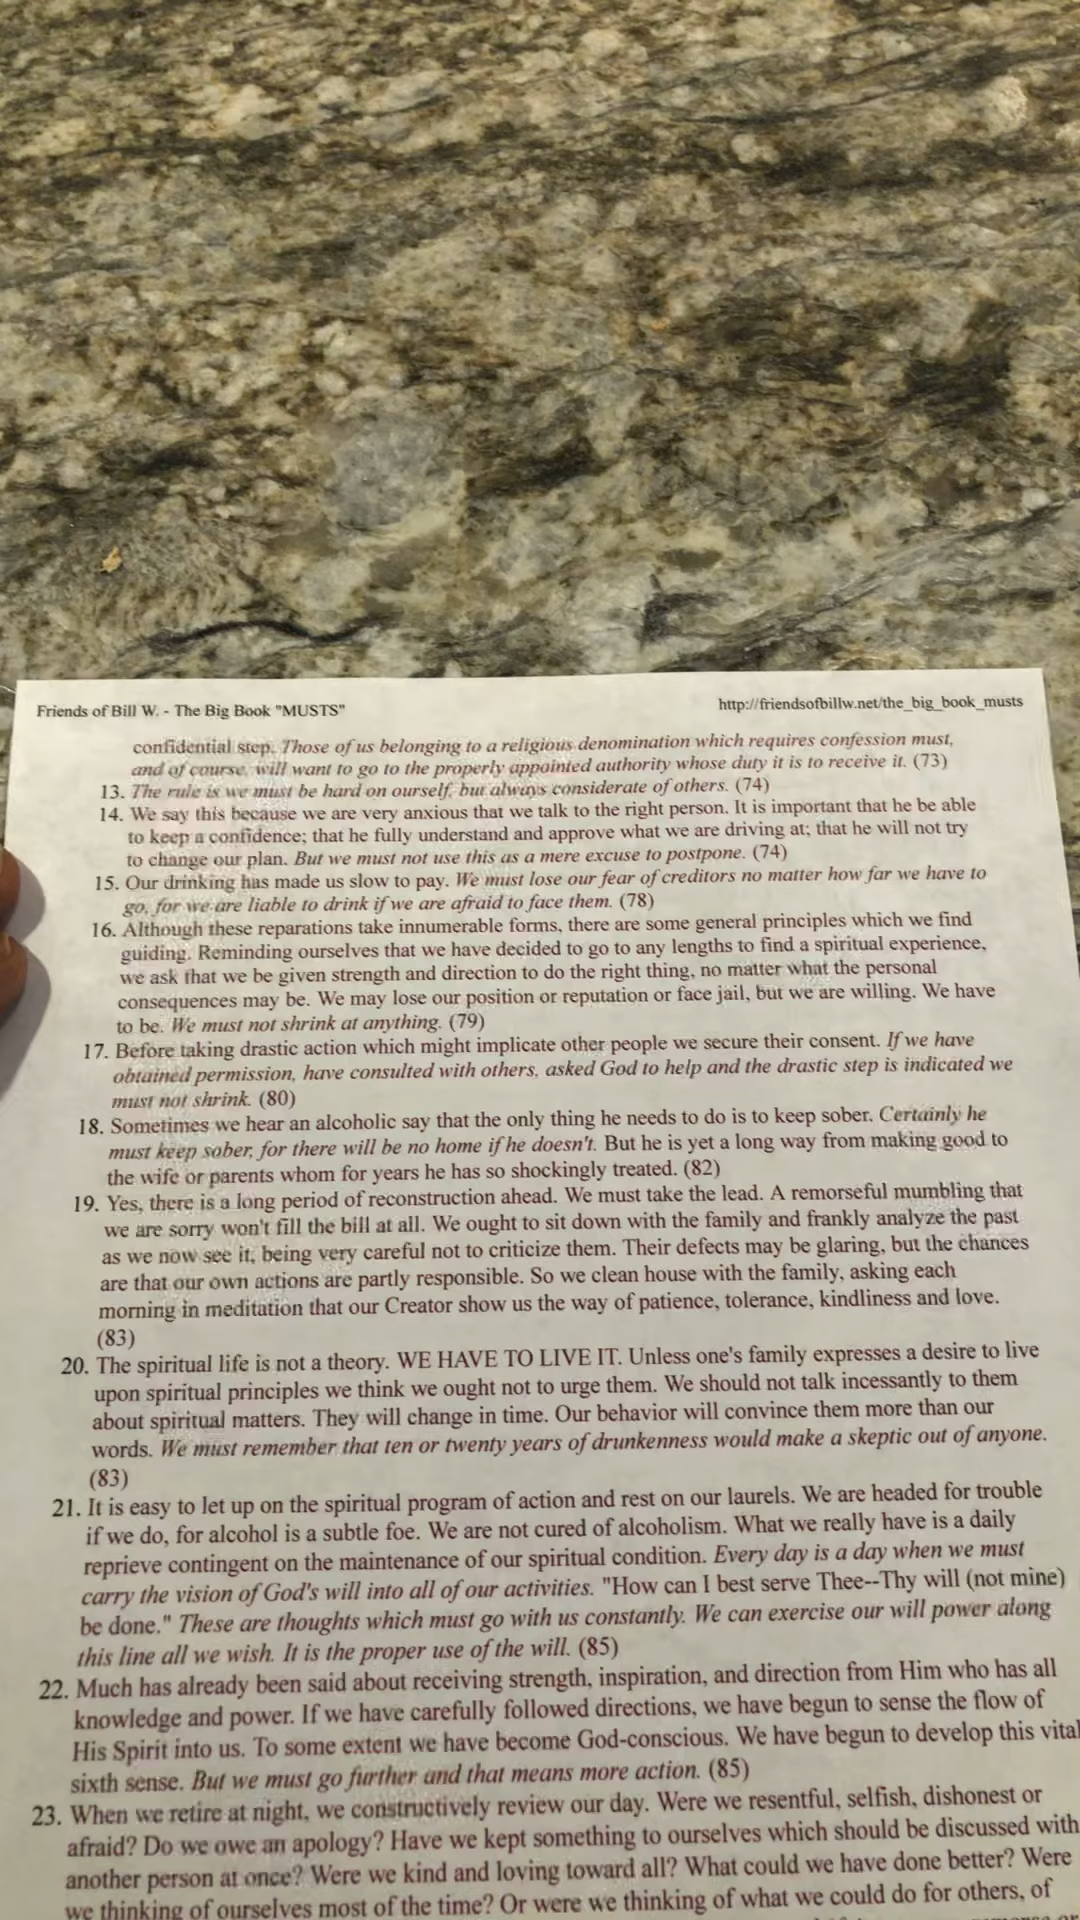 Friends of Bill W. - The Big Book "MUSTS"
http://friendsofbillw.net/the_big_book_musts
confidential step. Those of us belonging to a religious denomination which requires confession must,
and of course, will want to go to the properly appointed authority whose duty it is to receive it. (73)
13. The rule is we must be hard on ourself, but always considerate of others. (74)
14. We say this because we are very anxious that we talk to the right person. It is important that he be able
to keep a confidence; that he fully understand and approve what we are driving at; that he will not try
to change our plan. But we must not use this as a mere excuse to postpone. (74)
15. Our drinking has made us slow to pay. We must lose our fear of creditors no matter how far we have to
go, for we are liable to drink if we are afraid to face them. (78)
16. Although these reparations take innumerable forms, there are some general principles which we find
guiding. Reminding ourselves that we have decided to go to any lengths to find a spiritual experience,
we ask that we be given strength and direction to do the right thing, no matter what the personal
consequences may be. We may lose our position or reputation or face jail, but we are willing. We have
to be. We must not shrink at anything. (79)
17. Before taking drastic action which might implicate other people we secure their consent. If we have
obtained permission, have consulted with others, asked God to help and the drastic step is indicated we
must not shrink. (80)
18. Sometimes we hear an alcoholic say that the only thing he needs to do is to keep sober. Certainly he
must keep sober, for there will be no home if he doesn't. But he is yet a long way from making good to
the wife or parents whom for years he has so shockingly treated. (82)
19. Yes, there is a long period of reconstruction ahead. We must take the lead. A remorseful mumbling that
we are sorry won't fill the bill at all. We ought to sit down with the family and frankly analyze the past
as we now see it, being very careful not to criticize them. Their defects may be glaring, but the chances
are that our own actions are partly responsible. So we clean house with the family, asking each
morning in meditation that our Creator show us the way of patience, tolerance, kindliness and love.
(83)
20. The spiritual life is not a theory. WE HAVE TO LIVE IT. Unless one's family expresses a desire to live
upon spiritual principles we think we ought not to urge them. We should not talk incessantly to them
about spiritual matters. They will change in time. Our behavior will convince them more than our
words. We must remember that ten or twenty years of drunkenness would make a skeptic out of anyone.
(83)
21. It is easy to let up on the spiritual program of action and rest on our laurels. We are headed for trouble
if we do, for alcohol is a subtle foe. We are not cured of alcoholism. What we really have is a daily
reprieve contingent on the maintenance of our spiritual condition. Every day is a day when we must
carry the vision of God's will into all of our activities. "How can I best serve Thee--Thy will (not mine)
be done." These are thoughts which must go with us constantly. We can exercise our will power along
this line all we wish. It is the proper use of the will. (85)
22. Much has already been said about receiving strength, inspiration, and direction from Him who has all
knowledge and power. If we have carefully followed directions, we have begun to sense the flow of
His Spirit into us. To some extent we have become God-conscious. We have begun to develop this vital
sixth sense. But we must go further and that means more action. (85)
23. When we retire at night, we constructively review our day. Were we resentful, selfish, dishonest or
afraid? Do we owe an apology? Have we kept something to ourselves which should be discussed with
another person at once? Were we kind and loving toward all? What could we have done better? Were
we thinking of ourselves most of the time? Or were we thinking of what we could do for others, of